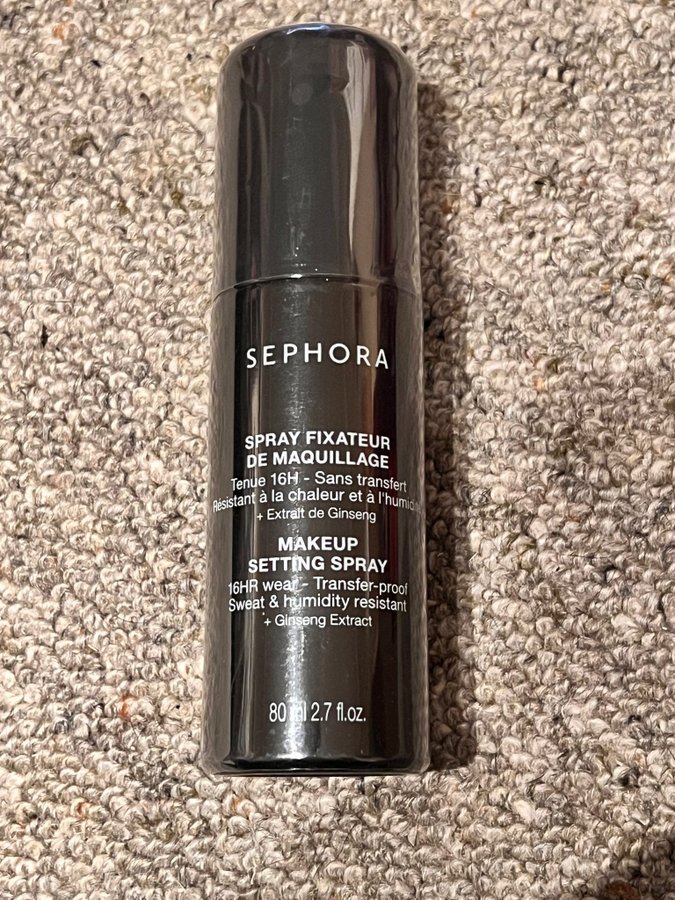 SEPHORA
SPRAY FIXATEUR
DE MAQUILLAGE
Tenue 16H - Sans transfert
Résistant à la chaleur et à l'humidité
+ Extrait de Ginseng
MAKEUP
SETTING SPRAY
16HR wear - Transfer-proof
Sweat & humidity resistant
+ Ginseng Extract
80 ml 2.7 fl.oz.